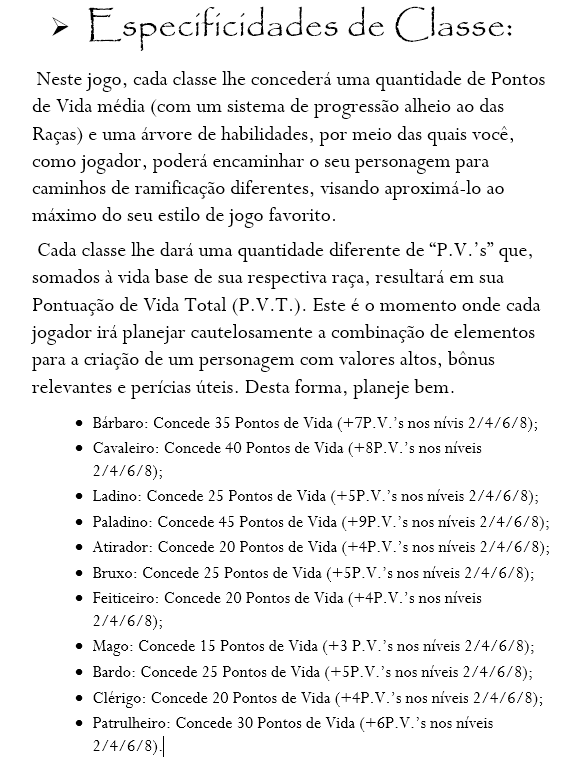 Especificidades de Classe:
Neste jogo, cada classe lhe concederá uma quantidade de Pontos
de Vida média (com um sistema de progressão alheio ao das
Raças) e uma árvore de habilidades, por meio das quais você,
como jogador, poderá encaminhar o seu personagem para
caminhos de ramificação diferentes, visando aproximá-lo ao
máximo do seu estilo de jogo favorito.
Cada classe lhe dará uma quantidade diferente de “P.V.’s” que,
somados à vida base de sua respectiva raça, resultará em sua
Pontuação de Vida Total (P.V.T.). Este é o momento onde cada
jogador irá planejar cautelosamente a combinação de elementos
para a criação de um personagem com valores altos, bônus
relevantes e perícias úteis. Desta forma, planeje bem.
• Bárbaro: Concede 35 Pontos de Vida (+7P.V.’s nos nívis 2/4/6/8);
• Cavaleiro: Concede 40 Pontos de Vida (+8P.V.’s nos níveis
2/4/6/8);
• Ladino: Concede 25 Pontos de Vida (+5P.V.’s nos níveis 2/4/6/8);
• Paladino: Concede 45 Pontos de Vida (+9P.V.’s nos níveis 2/4/6/8);
• Atirador: Concede 20 Pontos de Vida (+4P.V.’s nos níveis 2/4/6/8);
• Bruxo: Concede 25 Pontos de Vida (+5P.V.’s nos níveis 2/4/6/8);
• Feiticeiro: Concede 20 Pontos de Vida (+4P.V.’s nos níveis
2/4/6/8);
• Mago: Concede 15 Pontos de Vida (+3 P.V.’s nos níveis 2/4/6/8);
• Bardo: Concede 25 Pontos de Vida (+5P.V.’s nos níveis 2/4/6/8);
• Clérigo: Concede 20 Pontos de Vida (+4P.V.’s nos níveis 2/4/6/8);
• Patrulheiro: Concede 30 Pontos de Vida (+6P.V.’s nos níveis
2/4/6/8).